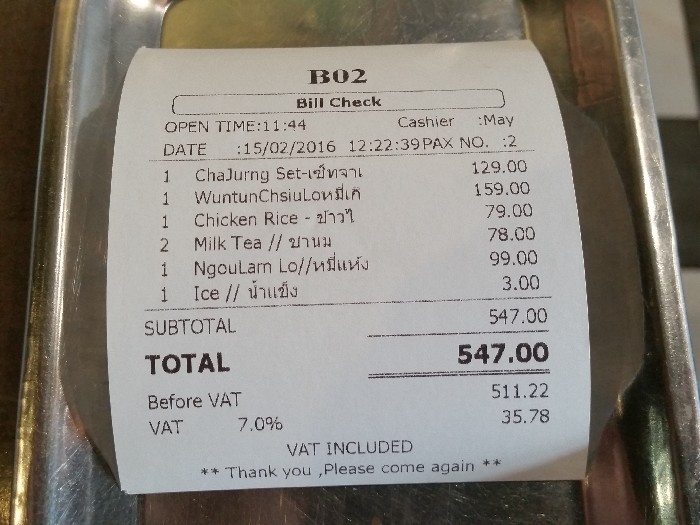 B02
Bill Check
OPEN TIME:11:44 Cashier :May
DATE :15/02/2016 12:22:39 PAX NO. :2
1 ChaJurng Set-เซ็ทจาเ 129.00
1 WuntunChsiuLoหมี่เกี 159.00
1 Chicken Rice - ข้าวไ 79.00
2 Milk Tea // ชานม 78.00
1 NgouLam Lo//หมี่แห้ง 99.00
1 Ice // น้ำแข็ง 3.00
SUBTOTAL 547.00
TOTAL 547.00
Before VAT 511.22
VAT 7.0% 35.78
VAT INCLUDED
** Thank you ,Please come again **